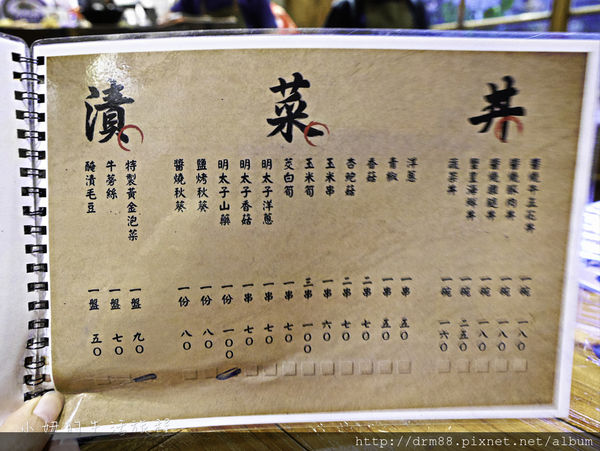 丼
醬燒牛五花丼 一碗 一八〇
醬燒豚肉丼 一碗 一八〇
醬燒雞腿丼 一碗 一八〇
海鮮丼 一碗 二五〇
蔬菜丼 一碗 一六〇
菜
洋蔥 一串 五〇
青椒 一串 五〇
香菇 二串 七〇
杏鮑菇 二串 七〇
玉米串 一串 六〇
玉米筍 三串 一〇〇
茭白筍 一串 七〇
明太子洋蔥 一串 七〇
明太子香菇 一串 七〇
明太子山藥 一份 一〇〇
鹽烤秋葵 一份 八〇
醬燒秋葵 一份 八〇
漬
特製黃金泡菜 一盤 九〇
牛蒡絲 一盤 七〇
醃漬毛豆 一盤 五〇
http://drm88.pixnet.net/album